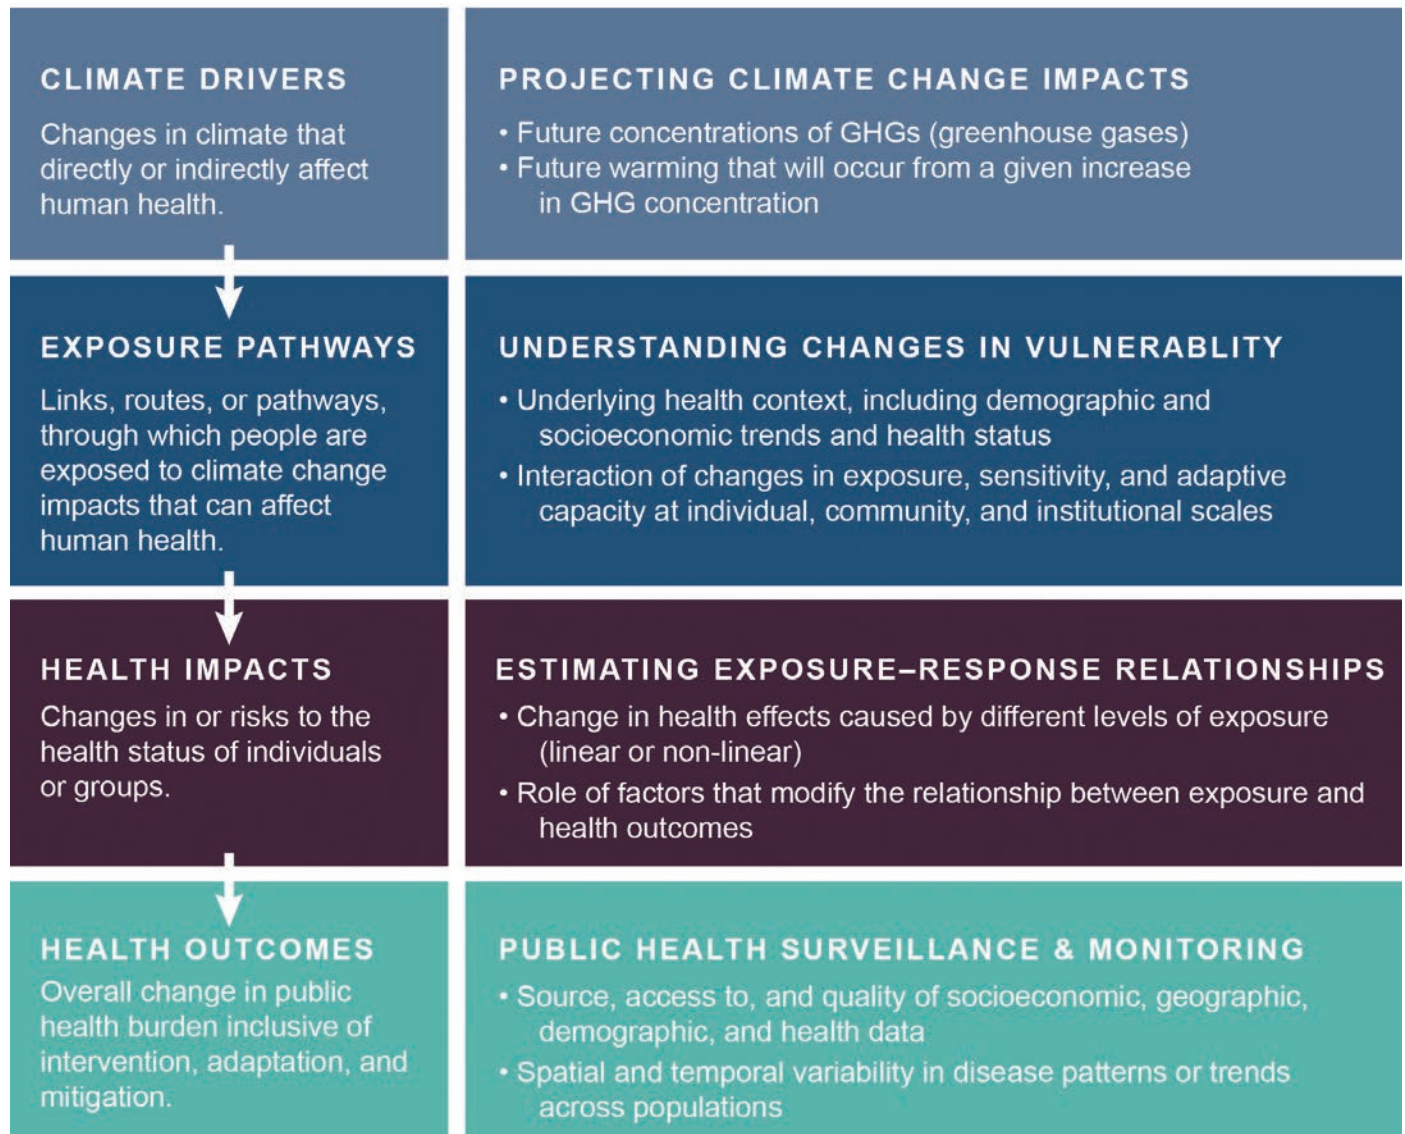 CLIMATE DRIVERS
Changes in climate that
directly or indirectly affect
human health.
PROJECTING CLIMATE CHANGE IMPACTS
• Future concentrations of GHGs (greenhouse gases)
• Future warming that will occur from a given increase
in GHG concentration
EXPOSURE PATHWAYS
Links, routes, or pathways,
through which people are
exposed to climate change
impacts that can affect
human health.
UNDERSTANDING CHANGES IN VULNERABLITY
• Underlying health context, including demographic and
socioeconomic trends and health status
• Interaction of changes in exposure, sensitivity, and adaptive
capacity at individual, community, and institutional scales
HEALTH IMPACTS
Changes in or risks to the
health status of individuals
or groups.
ESTIMATING EXPOSURE–RESPONSE RELATIONSHIPS
• Change in health effects caused by different levels of exposure
(linear or non-linear)
• Role of factors that modify the relationship between exposure and
health outcomes
HEALTH OUTCOMES
Overall change in public
health burden inclusive of
intervention, adaptation, and
mitigation.
PUBLIC HEALTH SURVEILLANCE & MONITORING
• Source, access to, and quality of socioeconomic, geographic,
demographic, and health data
• Spatial and temporal variability in disease patterns or trends
across populations